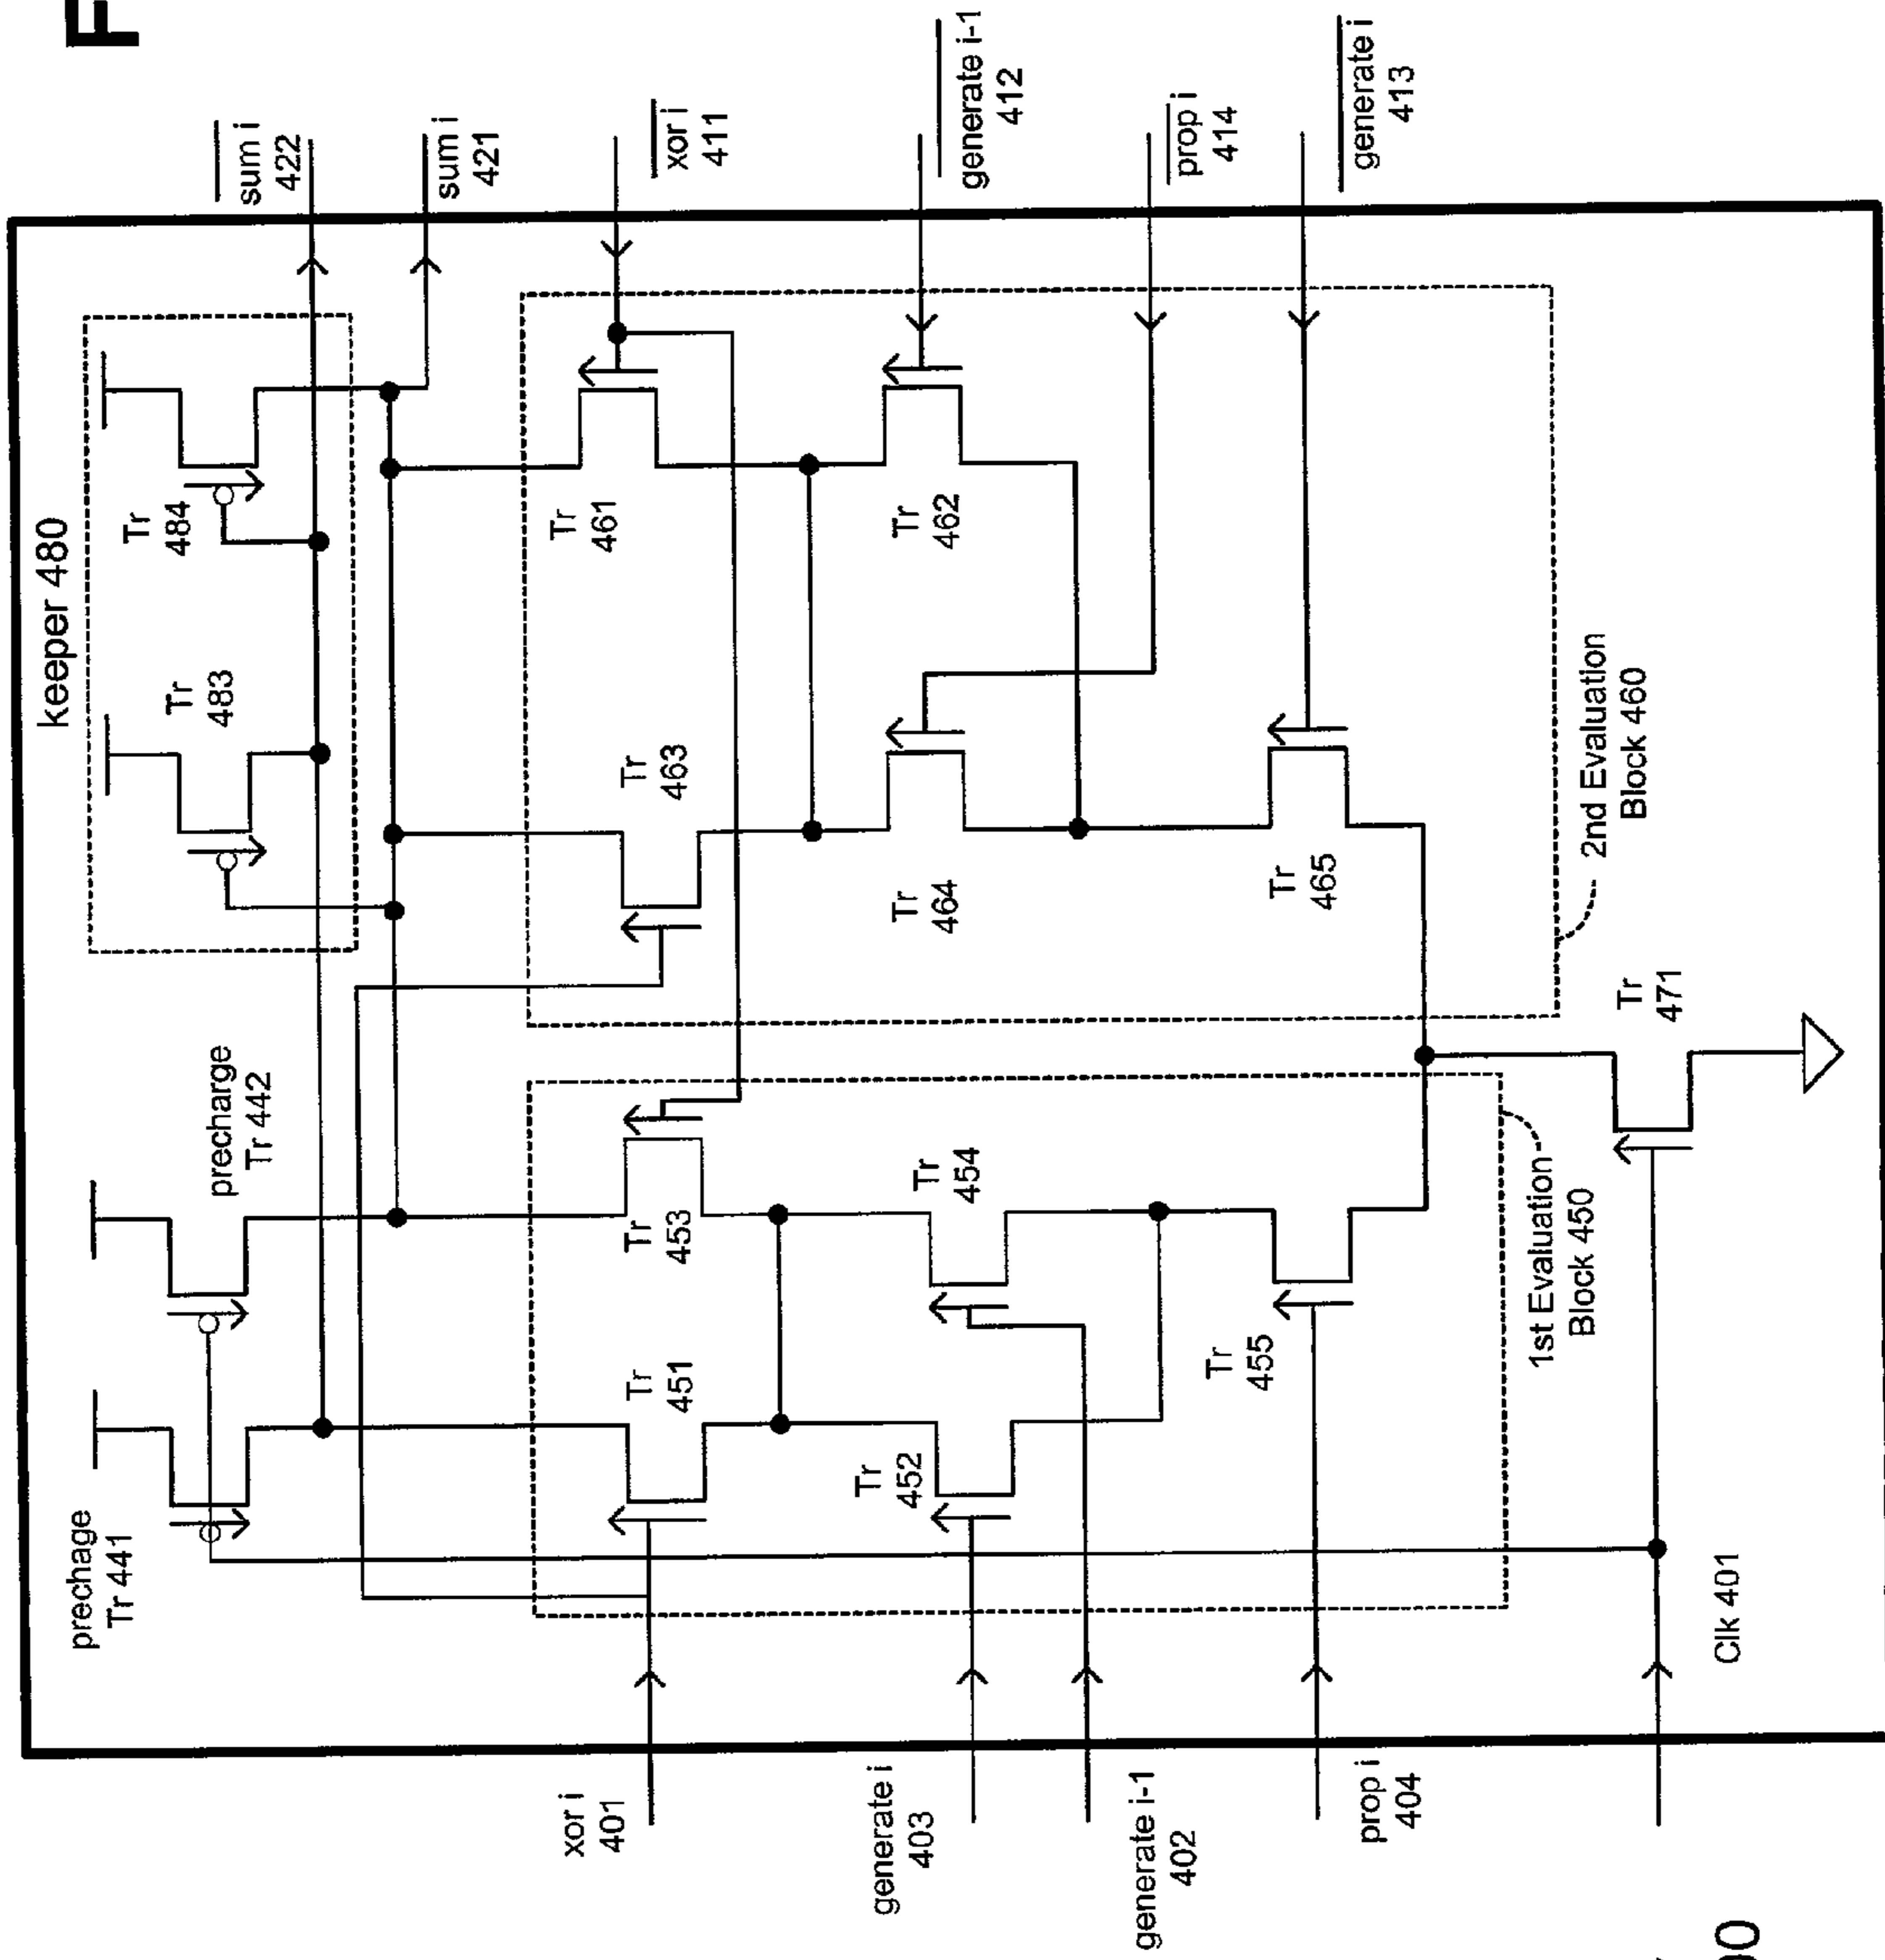 F
keeper 480
prechage
Tr 441
precharge
Tr 442
Tr
483
Tr
484
sum i
422
sum i
421
xor i
401
Tr
451
Tr
453
Tr
463
Tr
461
xor i
411
generate i
403
Tr
452
Tr
454
Tr
464
Tr
462
generate i-1
412
generate i-1
402
prop i
414
prop i
404
Tr
455
Tr
465
generate i
413
1st Evaluation
Block 450
2nd Evaluation
Block 460
Tr
471
Clk 401
00